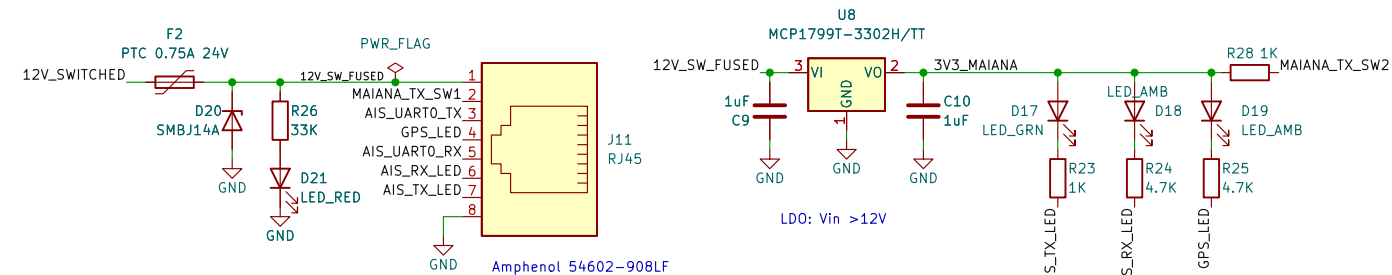 F2
PTC 0.75A 24V
12V_SWITCHED
PWR_FLAG
12V_SW_FUSED
D20
SMBJ14A
GND
R26
33K
D21
LED_RED
GND
1
MAIANA_TX_SW1
2
AIS_UART0_TX
3
GPS_LED
4
AIS_UART0_RX
5
AIS_RX_LED
6
AIS_TX_LED
7
8
GND
J11
RJ45
Amphenol 54602-908LF
U8
MCP1799T-3302H/TT
12V_SW_FUSED
3
VI
VO
2
GND
1
GND
1uF
C9
GND
C10
1uF
GND
LDO: Vin >12V
3V3_MAIANA
R28 1K
MAIANA_TX_SW2
D17
LED_GRN
LED_AMB
D18
D19
LED_AMB
R23
1K
R24
4.7K
R25
4.7K
S_TX_LED
S_RX_LED
GPS_LED